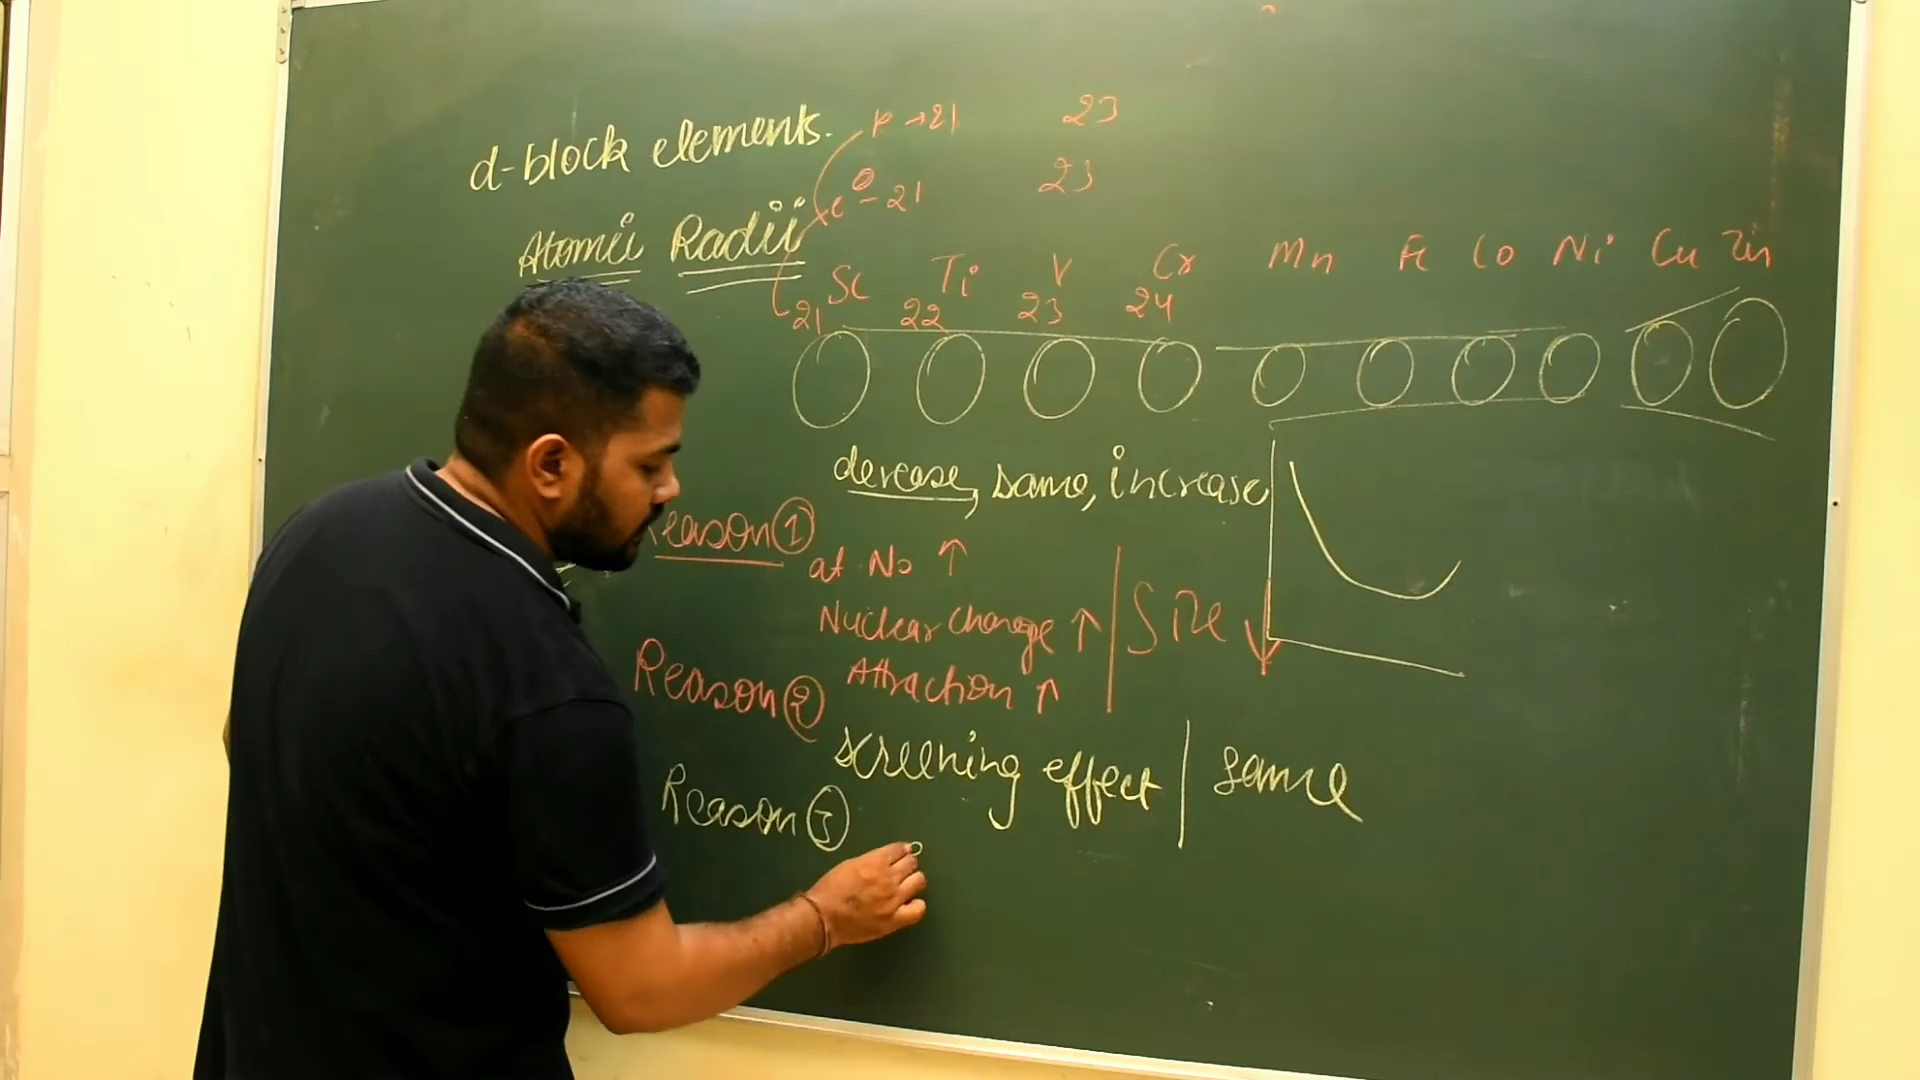 d-block elements.
P → 21 23
e - 21 23
Atomic Radii
Sc Ti V Cr Mn Fe Co Ni Cu Zn
21 22 23 24
derease, same, increase
Reason ①
at No ↑
Nuclear charge ↑
Size ↓
Attraction ↑
Reason ②
screening effect | same
Reason ③